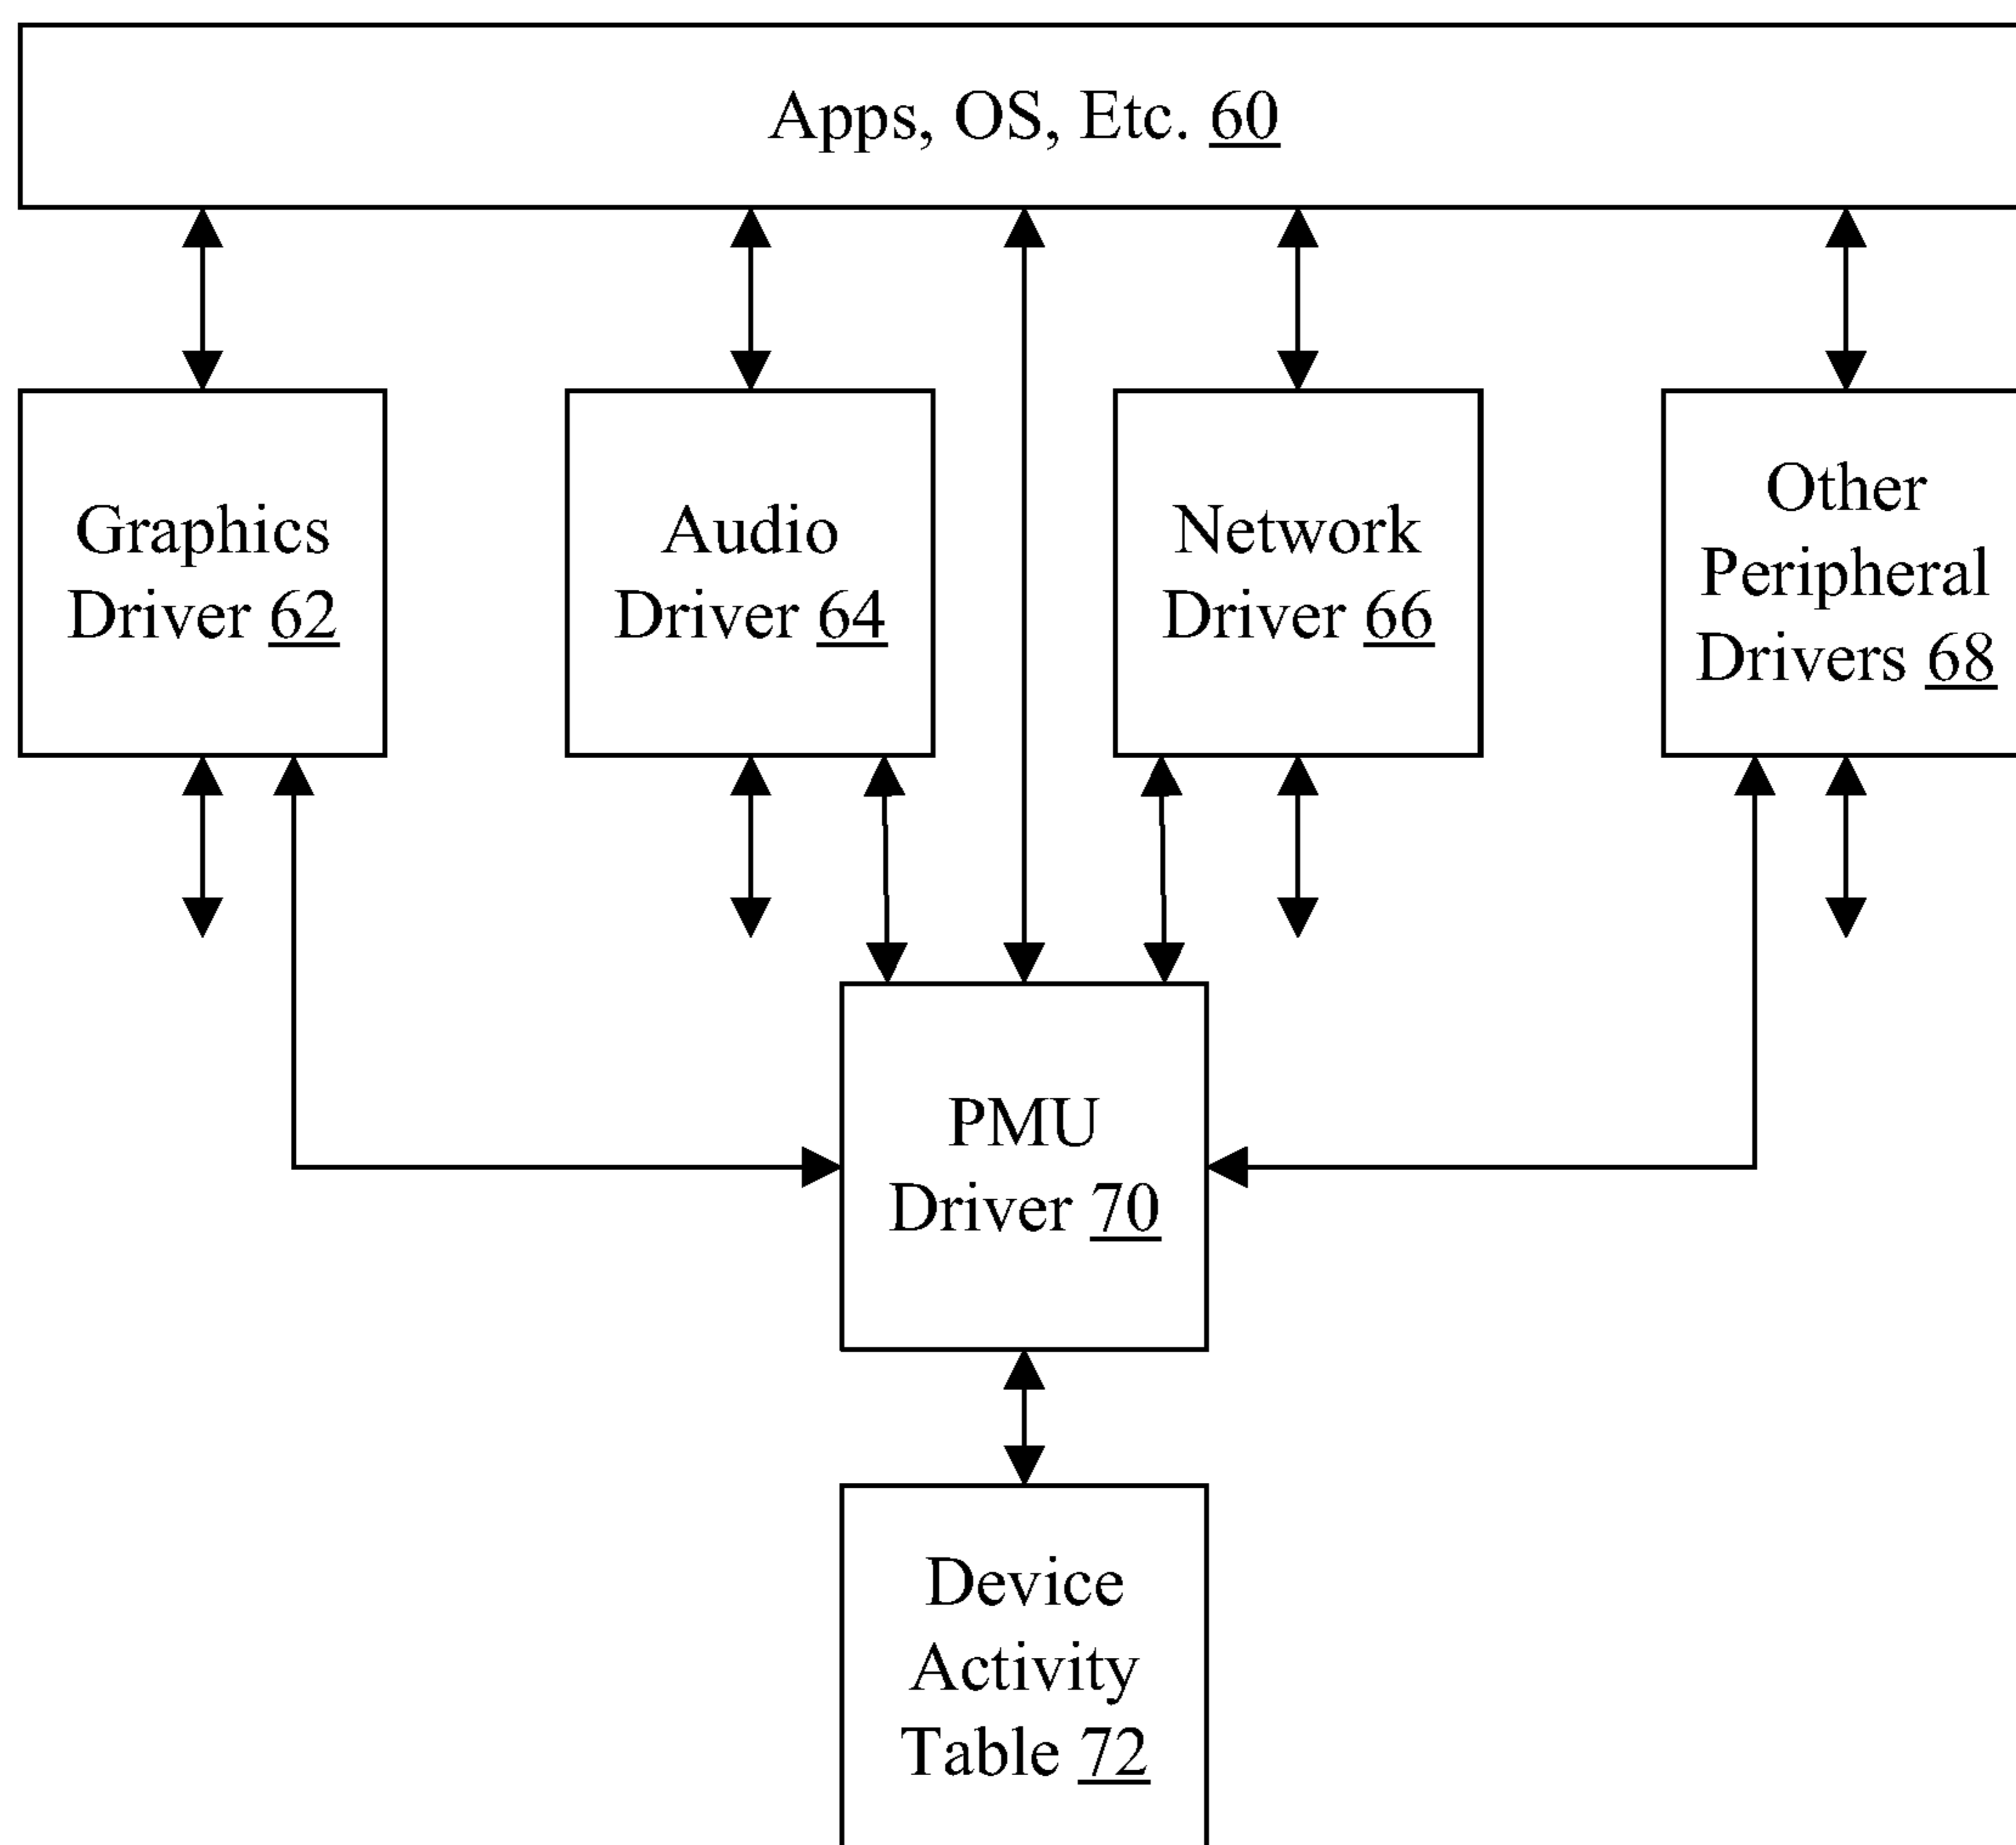 Apps, OS, Etc. 60
Graphics
Driver 62
Audio
Driver 64
Network
Driver 66
Other
Peripheral
Drivers 68
PMU
Driver 70
Device
Activity
Table 72